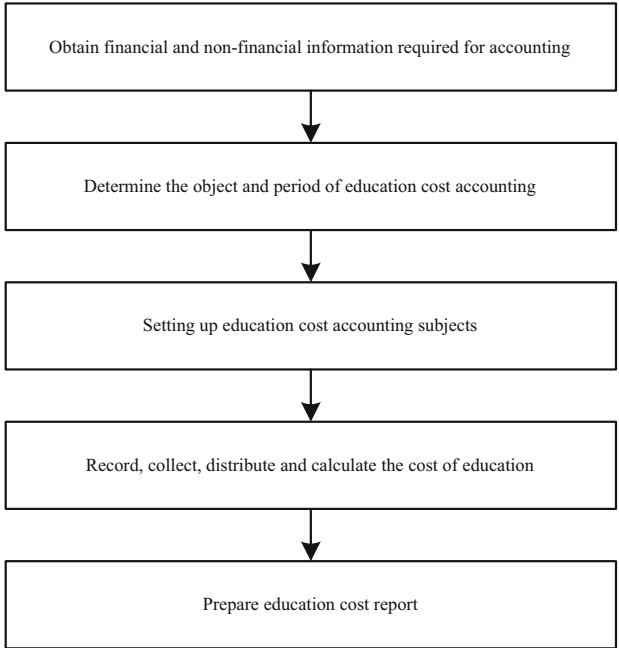 Obtain financial and non-financial information required for accounting
Determine the object and period of education cost accounting
Setting up education cost accounting subjects
Record, collect, distribute and calculate the cost of education
Prepare education cost report